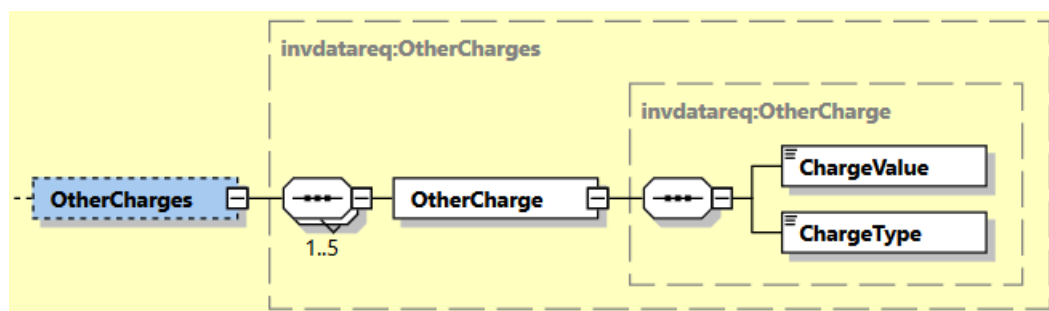 invdatareq:OtherCharges
invdatareq:OtherCharge
ChargeValue
OtherCharges
OtherCharge
ChargeType
1..5